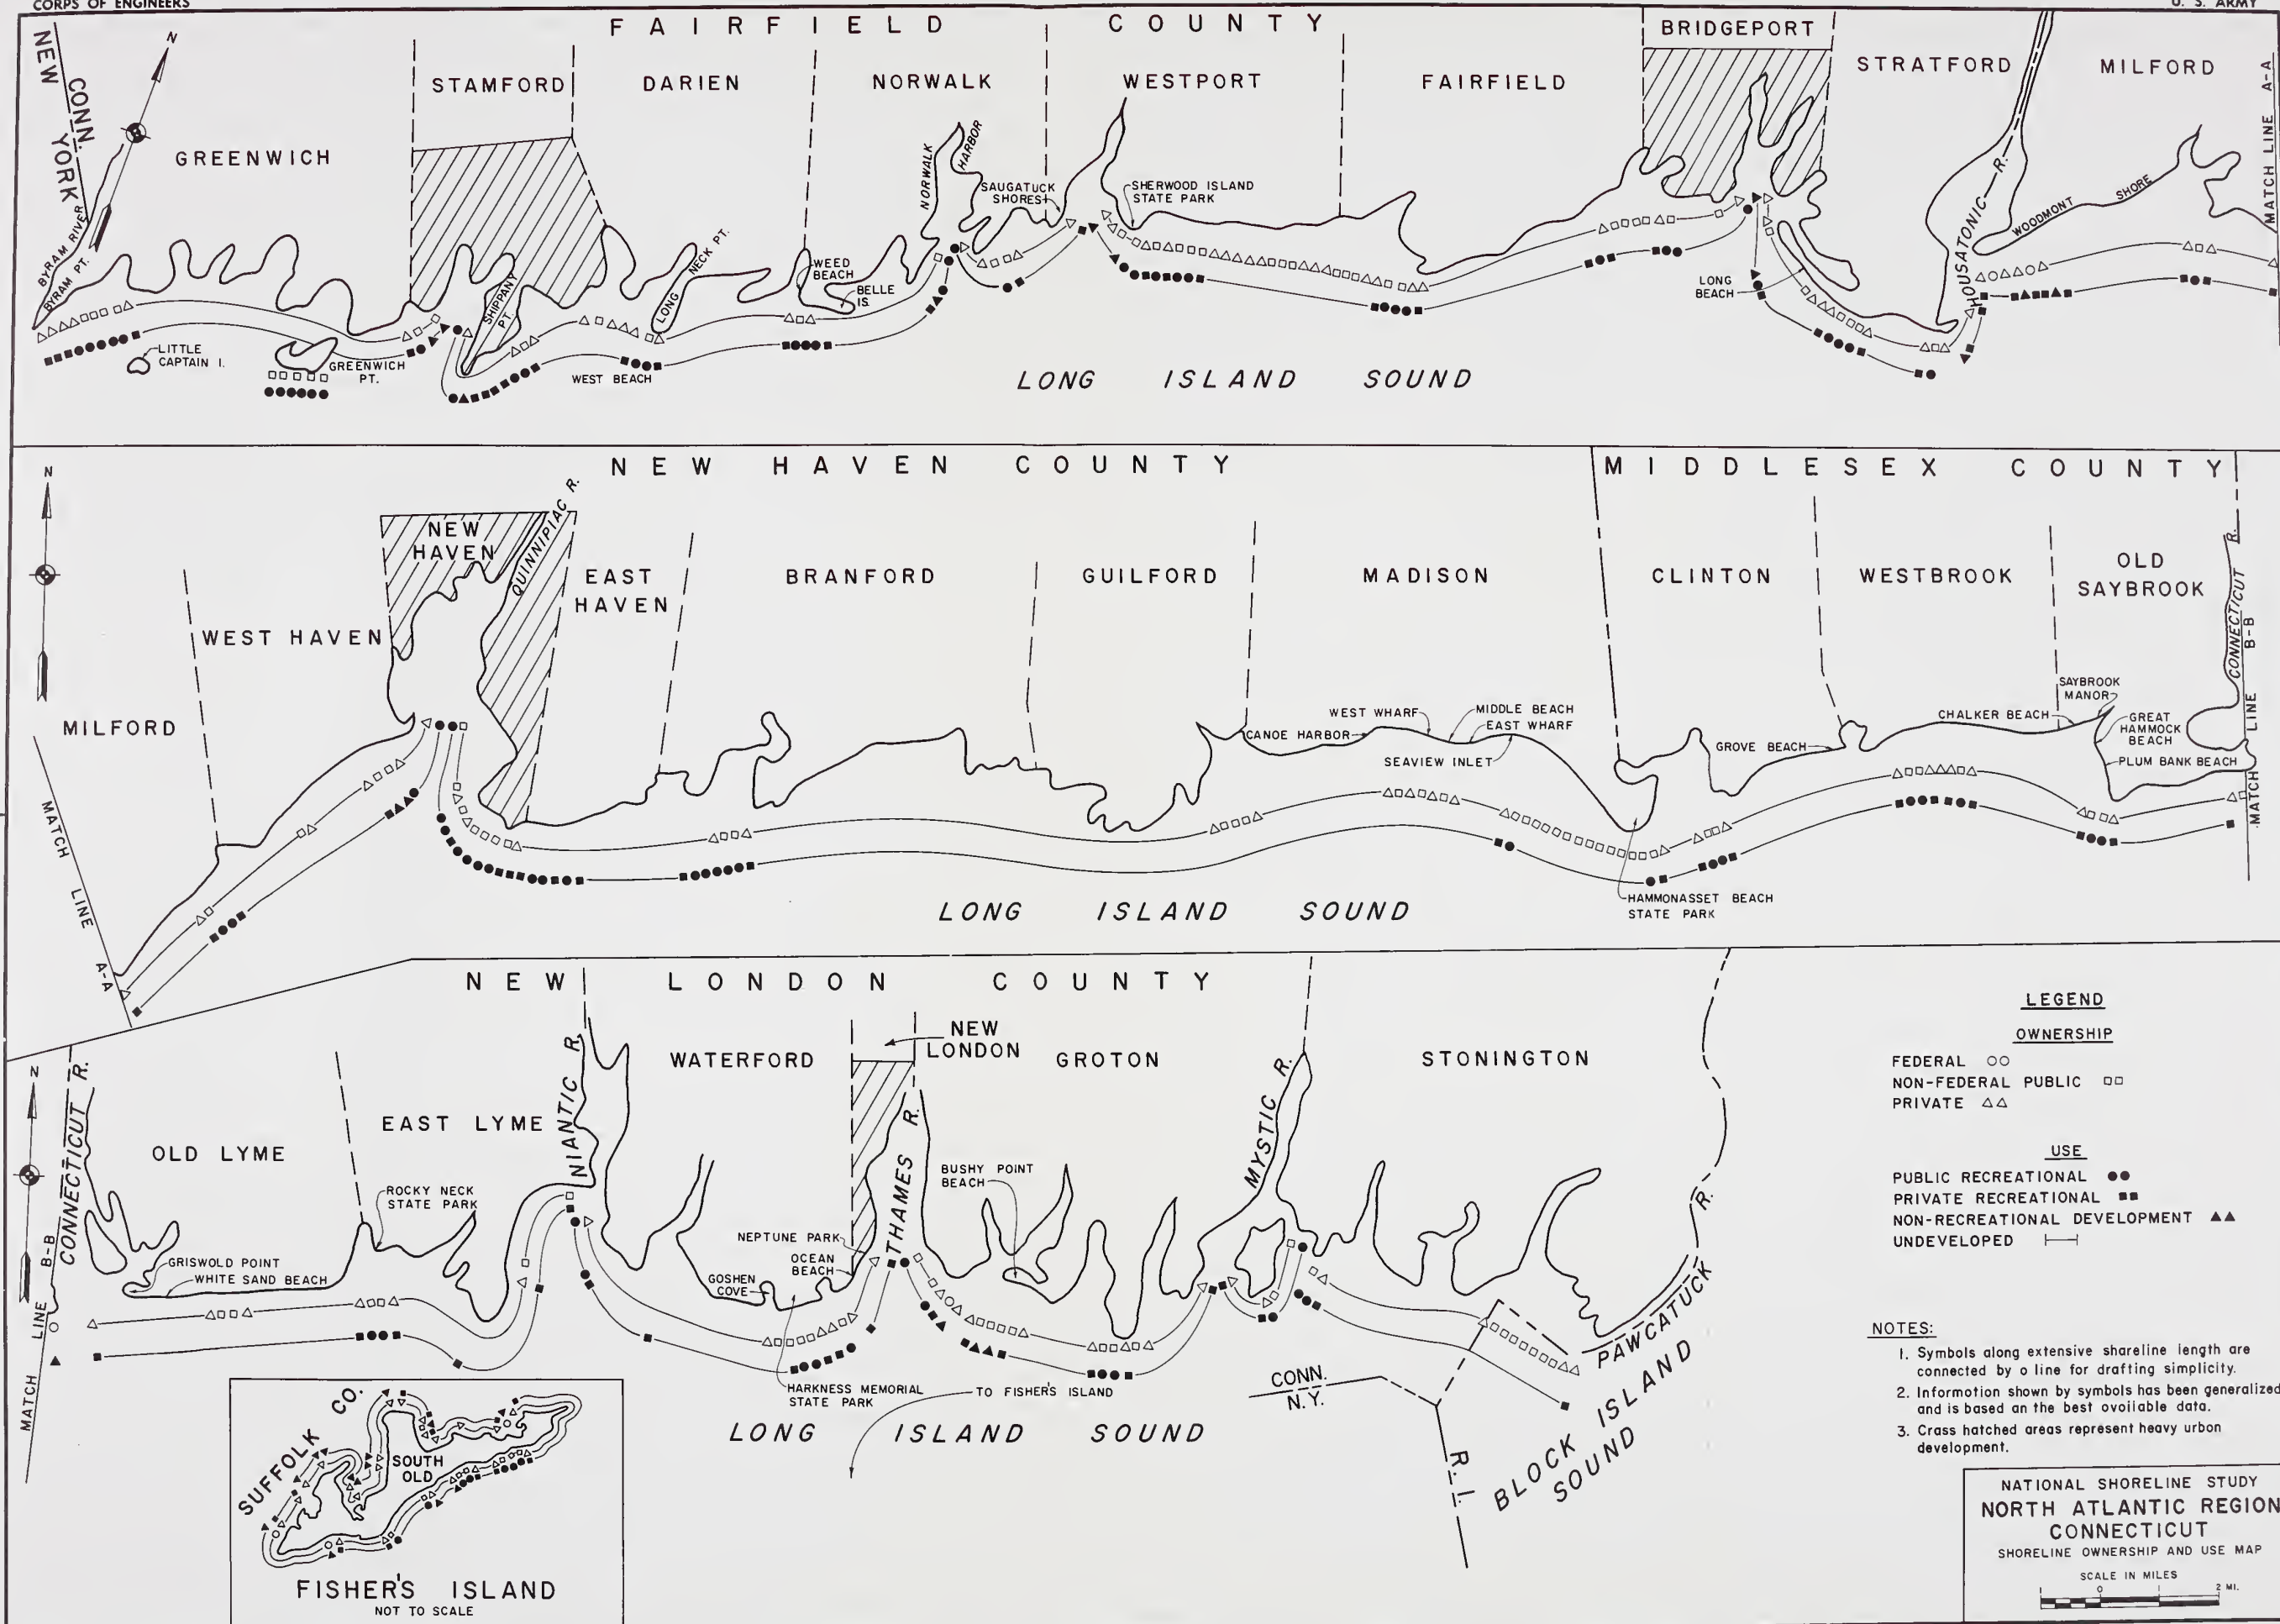 CORPS OF ENGINEERS
U. S. ARMY
FAIRFIELD COUNTY
NEW YORK
CONN.
N
GREENWICH
STAMFORD
DARIEN
NORWALK
WESTPORT
FAIRFIELD
BRIDGEPORT
STRATFORD
MILFORD
MATCH LINE A-A
BYRAM RIVER
BYRAM PT.
LITTLE
CAPTAIN I.
GREENWICH
PT.
SHIPPANY
PT.
WEST BEACH
LONG NECK PT.
WEED
BEACH
BELLE
IS.
NORWALK HARBOR
SAUGATUCK
SHORES
SHERWOOD ISLAND
STATE PARK
LONG
BEACH
HOUSATONIC R.
WOODMONT SHORE
LONG ISLAND SOUND
NEW HAVEN COUNTY
MIDDLESEX COUNTY
N
MILFORD
WEST HAVEN
NEW
HAVEN
QUINNIPIAC R.
EAST
HAVEN
BRANFORD
GUILFORD
MADISON
CLINTON
WESTBROOK
OLD
SAYBROOK
CONNECTICUT R.
MATCH LINE B-B
MATCH LINE A-A
CANOE HARBOR
WEST WHARF
MIDDLE BEACH
EAST WHARF
SEAVIEW INLET
GROVE BEACH
CHALKER BEACH
SAYBROOK
MANOR
GREAT
HAMMOCK
BEACH
PLUM BANK BEACH
HAMMONASSET BEACH
STATE PARK
LONG ISLAND SOUND
NEW LONDON COUNTY
N
MATCH LINE B-B
CONNECTICUT R.
OLD LYME
EAST LYME
NIANTIC R.
WATERFORD
NEW
LONDON
THAMES R.
GROTON
MYSTIC R.
STONINGTON
GRISWOLD POINT
WHITE SAND BEACH
ROCKY NECK
STATE PARK
NEPTUNE PARK
OCEAN
BEACH
GOSHEN
COVE
BUSHY POINT
BEACH
HARKNESS MEMORIAL
STATE PARK
TO FISHER'S ISLAND
LONG ISLAND SOUND
CONN.
N.Y.
R.I.
PAWCATUCK R.
BLOCK ISLAND
SOUND
SUFFOLK CO.
SOUTH
OLD
FISHER'S ISLAND
NOT TO SCALE
LEGEND
OWNERSHIP
FEDERAL
NON-FEDERAL PUBLIC
PRIVATE
USE
PUBLIC RECREATIONAL
PRIVATE RECREATIONAL
NON-RECREATIONAL DEVELOPMENT
UNDEVELOPED
NOTES:
1. Symbols along extensive shareline length are
connected by o line for drafting simplicity.
2. Informotion shown by symbols has been generalized
and is based an the best ovoilable data.
3. Crass hatched areas represent heavy urban
development.
NATIONAL SHORELINE STUDY
NORTH ATLANTIC REGION
CONNECTICUT
SHORELINE OWNERSHIP AND USE MAP
SCALE IN MILES
1 0 1 2 MI.